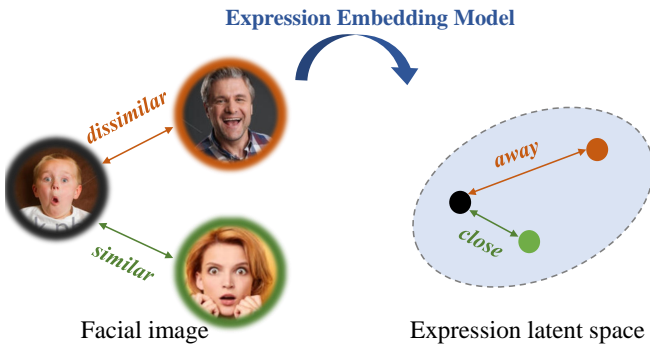 Expression Embedding Model
dissimilar
similar
away
close
Facial image
Expression latent space